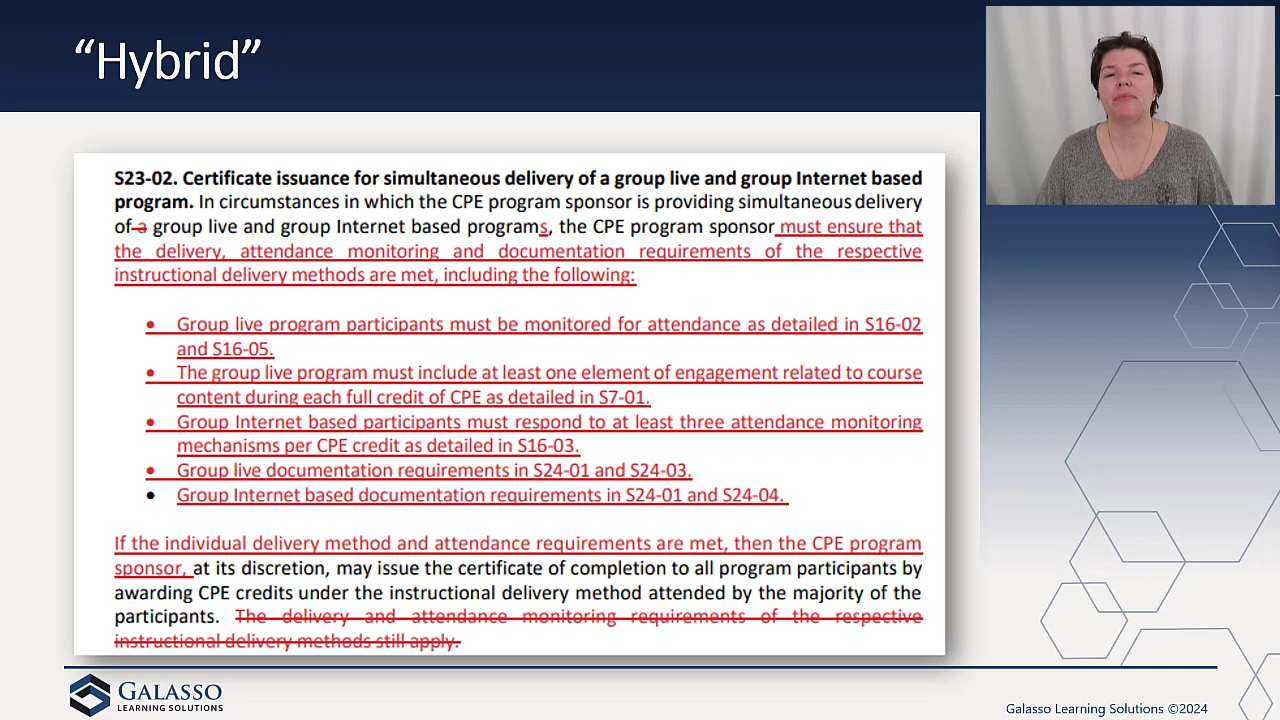 “Hybrid”
S23-02. Certificate issuance for simultaneous delivery of a group live and group Internet based
program. In circumstances in which the CPE program sponsor is providing simultaneous delivery
of a group live and group Internet based programs, the CPE program sponsor must ensure that
the delivery, attendance monitoring and documentation requirements of the respective
instructional delivery methods are met, including the following:
• Group live program participants must be monitored for attendance as detailed in S16-02
and S16-05.
• The group live program must include at least one element of engagement related to course
content during each full credit of CPE as detailed in S7-01.
• Group Internet based participants must respond to at least three attendance monitoring
mechanisms per CPE credit as detailed in S16-03.
• Group live documentation requirements in S24-01 and S24-03.
• Group Internet based documentation requirements in S24-01 and S24-04.
If the individual delivery method and attendance requirements are met, then the CPE program
sponsor, at its discretion, may issue the certificate of completion to all program participants by
awarding CPE credits under the instructional delivery method attended by the majority of the
participants. The delivery and attendance monitoring requirements of the respective
instructional delivery methods still apply.
GALASSO
LEARNING SOLUTIONS
Galasso Learning Solutions ©2024